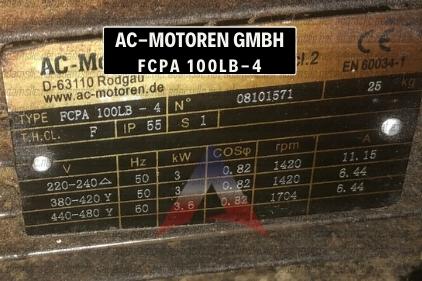 AC-MOTOREN GMBH
FCPA 100LB-4
AC-Mo cl.2 CE
D-63110 Rodgau EN 60034-1
www.ac-motoren.de
TYPE FCPA 100LB - 4 N° 08101571 25 kg
T.H.CL. F IP 55 S 1
V Hz kW COSφ rpm A
220-240△ 50 3 0.82 1420 11.15
380-420 Y 50 3 0.82 1420 6.44
440-480 Y 60 3.6 0.82 1704 6.44